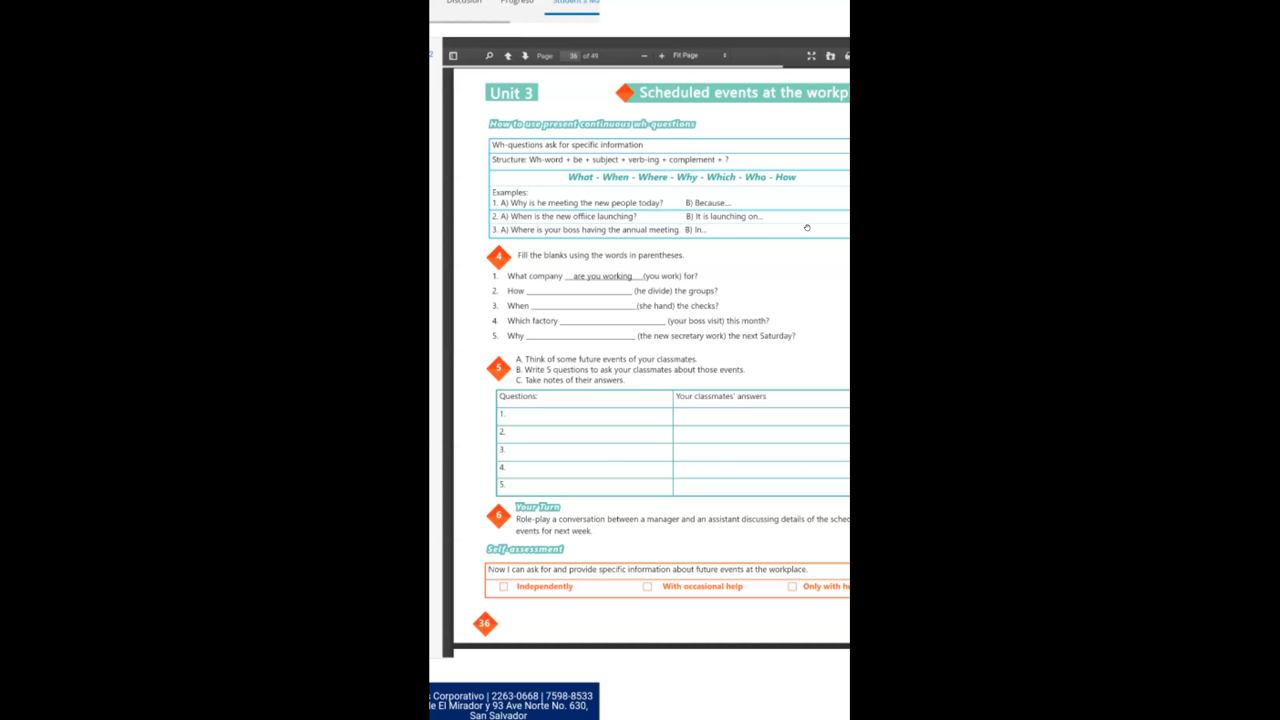 Discusión Progreso Student's Ma
2
Page 36 of 49 Fit Page
Unit 3 Scheduled events at the workp
How to use present continuous wh-questions
Wh-questions ask for specific information
Structure: Wh-word + be + subject + verb-ing + complement + ?
What - When - Where - Why - Which - Who - How
Examples:
1. A) Why is he meeting the new people today? B) Because...
2. A) When is the new offiice launching? B) It is launching on...
3. A) Where is your boss having the annual meeting. B) In...
4 Fill the blanks using the words in parentheses.
1. What company __are you working__(you work) for?
2. How ____________________ (he divide) the groups?
3. When ____________________(she hand) the checks?
4. Which factory ____________________ (your boss visit) this month?
5. Why ____________________ (the new secretary work) the next Saturday?
5
A. Think of some future events of your classmates.
B. Write 5 questions to ask your classmates about those events.
C. Take notes of their answers.
Questions: Your classmates' answers
1.
2.
3.
4.
5.
6 Your Turn
Role-play a conversation between a manager and an assistant discussing details of the sche
events for next week.
Self-assessment
Now I can ask for and provide specific information about future events at the workplace.
Independently With occasional help Only with h
36
s Corporativo | 2263-0668 | 7598-8533
le El Mirador y 93 Ave Norte No. 630,
San Salvador